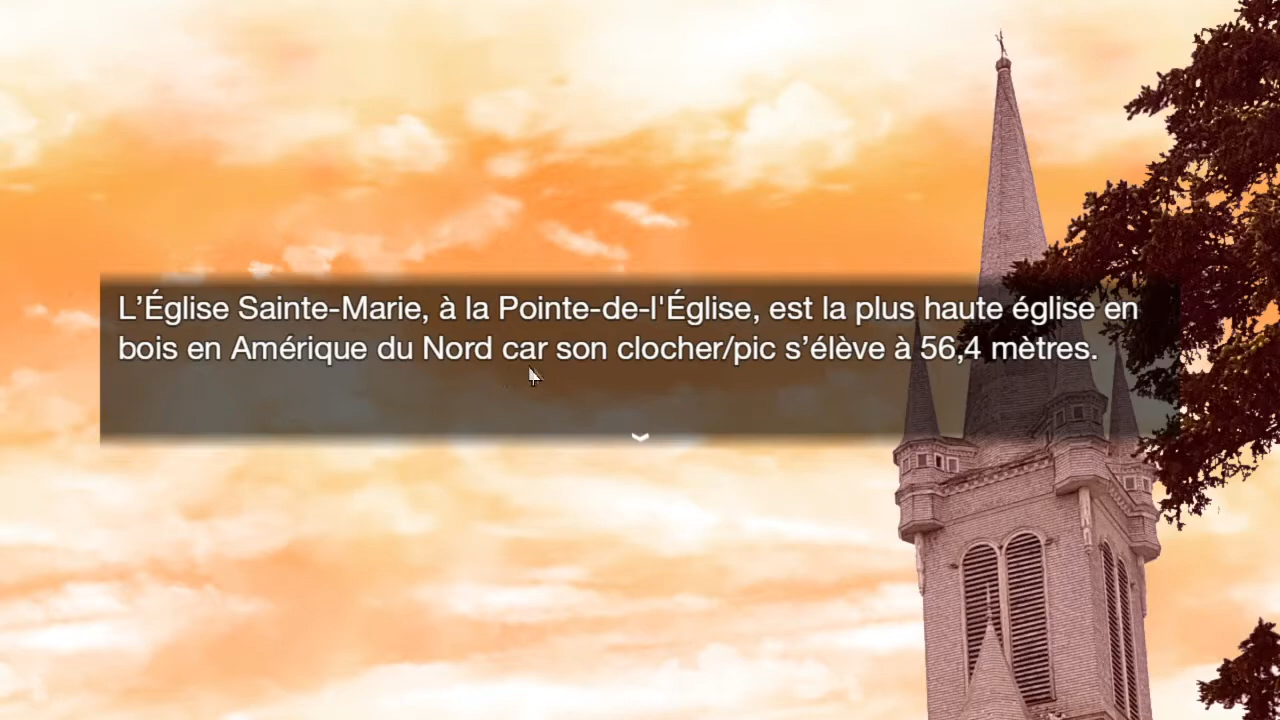 L’Église Sainte-Marie, à la Pointe-de-l'Église, est la plus haute église en
bois en Amérique du Nord car son clocher/pic s’élève à 56,4 mètres.